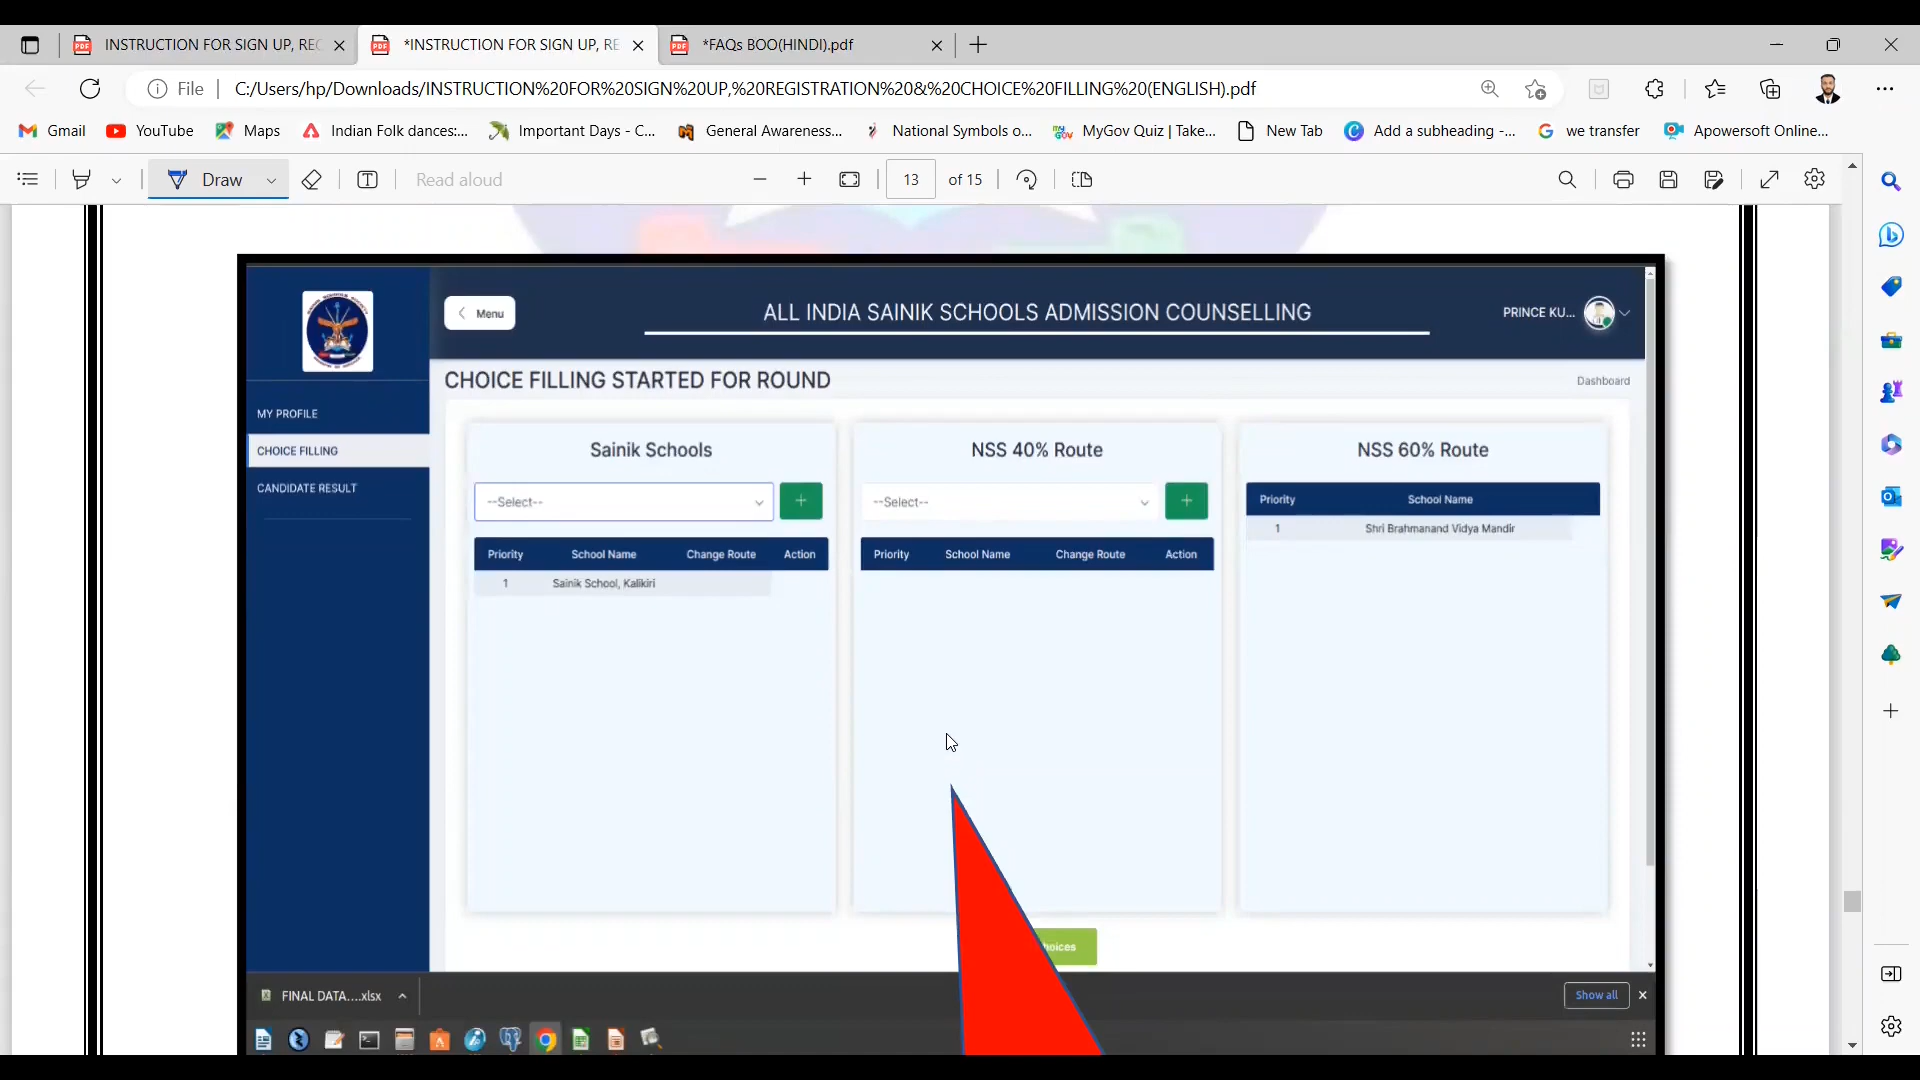 INSTRUCTION FOR SIGN UP, REC
*INSTRUCTION FOR SIGN UP, RE
*FAQs BOO(HINDI).pdf
File
C:/Users/hp/Downloads/INSTRUCTION%20FOR%20SIGN%20UP,%20REGISTRATION%20&%20CHOICE%20FILLING%20(ENGLISH).pdf
Gmail
YouTube
Maps
Indian Folk dances:...
Important Days - C...
General Awareness...
National Symbols o...
MyGov Quiz | Take...
New Tab
Add a subheading -...
we transfer
Apowersoft Online...
Draw
Read aloud
13 of 15
Menu
ALL INDIA SAINIK SCHOOLS ADMISSION COUNSELLING
PRINCE KU...
CHOICE FILLING STARTED FOR ROUND
Dashboard
MY PROFILE
CHOICE FILLING
CANDIDATE RESULT
Sainik Schools
--Select--
+
Priority School Name Change Route Action
1 Sainik School, Kalikiri
NSS 40% Route
--Select--
+
Priority School Name Change Route Action
NSS 60% Route
Priority School Name
1 Shri Brahmanand Vidya Mandir
FINAL DATA....xlsx
Show all